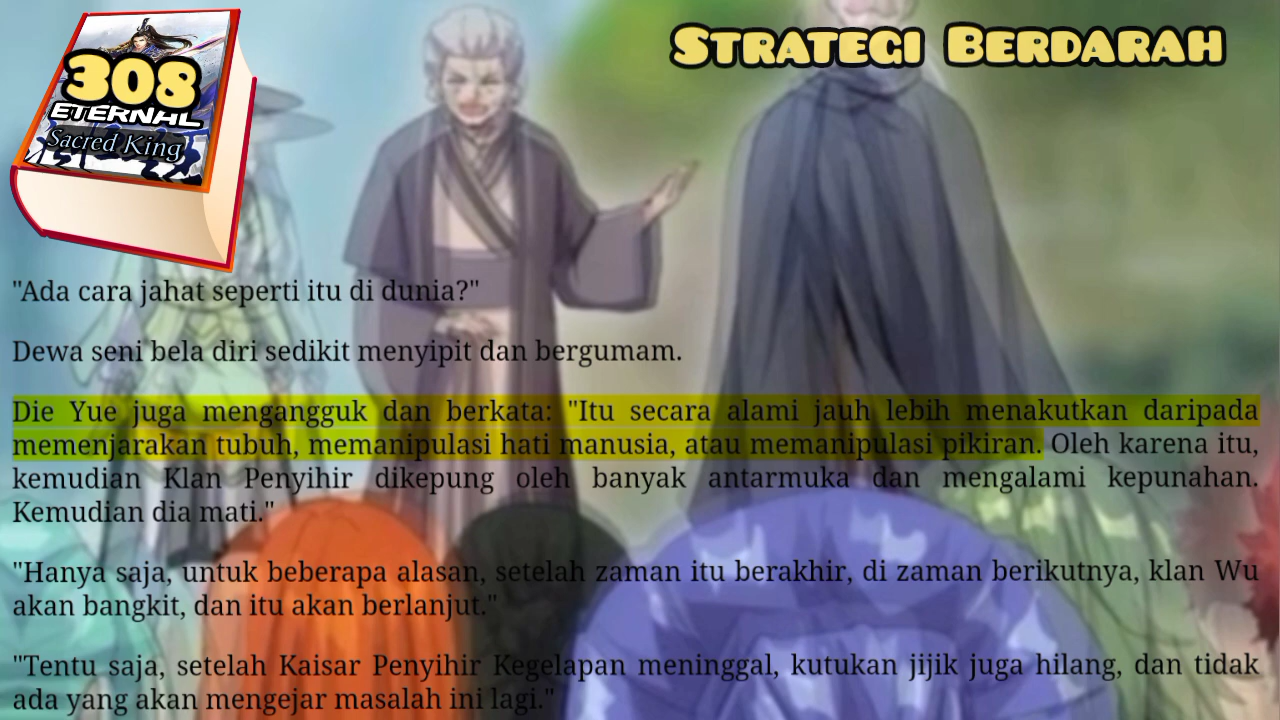 308
ETERNAL
Sacred King
STRATEGI BERDARAH
"Ada cara jahat seperti itu di dunia?"
Dewa seni bela diri sedikit menyipit dan bergumam.
Die Yue juga mengangguk dan berkata: "Itu secara alami jauh lebih menakutkan daripada
memenjarakan tubuh, memanipulasi hati manusia, atau memanipulasi pikiran. Oleh karena itu,
kemudian Klan Penyihir dikepung oleh banyak antarmuka dan mengalami kepunahan.
Kemudian dia mati."
"Hanya saja, untuk beberapa alasan, setelah zaman itu berakhir, di zaman berikutnya, klan Wu
akan bangkit, dan itu akan berlanjut."
"Tentu saja, setelah Kaisar Penyihir Kegelapan meninggal, kutukan jijik juga hilang, dan tidak
ada yang akan mengejar masalah ini lagi."